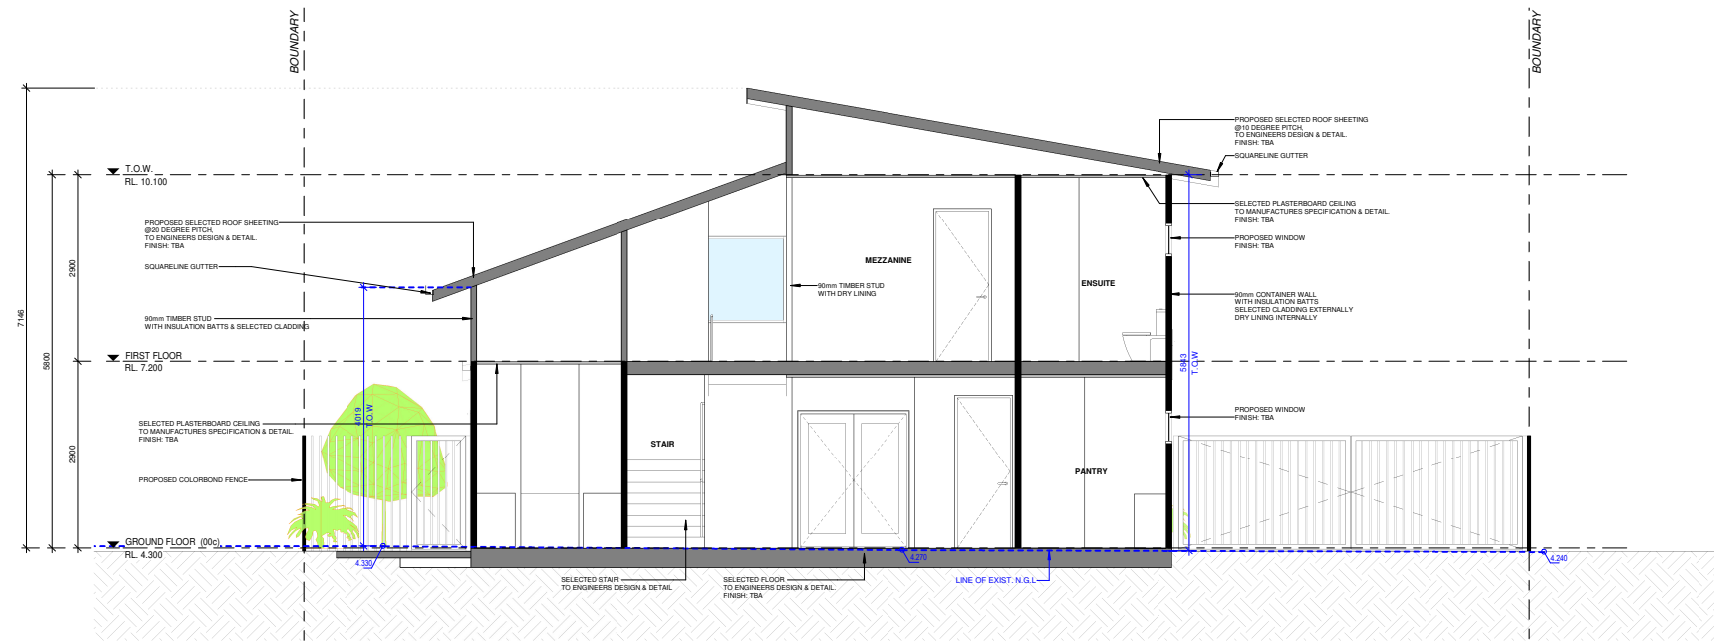 BOUNDARY
BOUNDARY
PROPOSED SELECTED ROOF SHEETING
@10 DEGREE PITCH,
TO ENGINEERS DESIGN & DETAIL.
FINISH: TBA
SQUARELINE GUTTER
T.O.W.
RL. 10.100
SELECTED PLASTERBOARD CEILING
TO MANUFACTURES SPECIFICATION & DETAIL.
FINISH: TBA
PROPOSED SELECTED ROOF SHEETING
@20 DEGREE PITCH,
TO ENGINEERS DESIGN & DETAIL.
FINISH: TBA
PROPOSED WINDOW
FINISH: TBA
SQUARELINE GUTTER
MEZZANINE
ENSUITE
90mm TIMBER STUD
WITH DRY LINING
90mm CONTAINER WALL
WITH INSULATION BATTS
SELECTED CLADDING EXTERNALLY
DRY LINING INTERNALLY
90mm TIMBER STUD
WITH INSULATION BATTS & SELECTED CLADDING
7146
5800
2900
2900
FIRST FLOOR
RL. 7.200
5843
T.O.W
4019
T.O.W
PROPOSED WINDOW
FINISH: TBA
SELECTED PLASTERBOARD CEILING
TO MANUFACTURES SPECIFICATION & DETAIL.
FINISH: TBA
STAIR
PANTRY
PROPOSED COLORBOND FENCE
GROUND FLOOR (00c)
RL. 4.300
4.330
4.270
4.240
SELECTED STAIR
TO ENGINEERS DESIGN & DETAIL
SELECTED FLOOR
TO ENGINEERS DESIGN & DETAIL.
FINISH: TBA
LINE OF EXIST. N.G.L